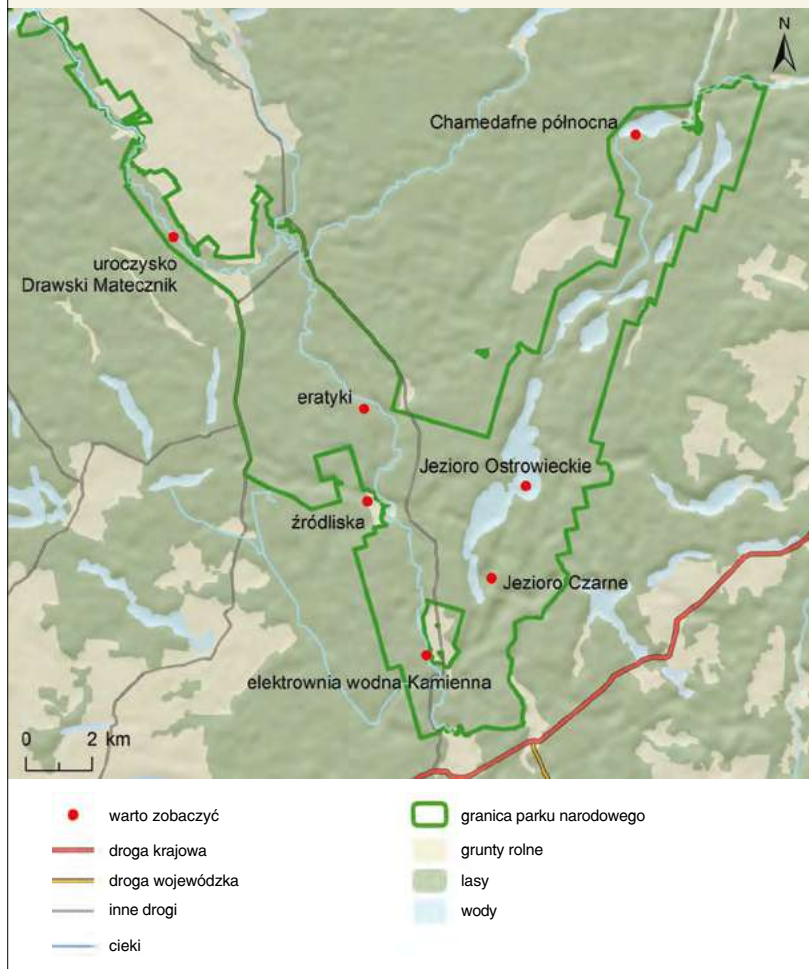 N
Chamedafne północna
uroczysko
Drawski Matecznik
eratyki
Jezioro Ostrowieckie
źródliska
Jezioro Czarne
elektrownia wodna Kamienna
0 2 km
warto zobaczyć
droga krajowa
droga wojewódzka
inne drogi
cieki
granica parku narodowego
grunty rolne
lasy
wody